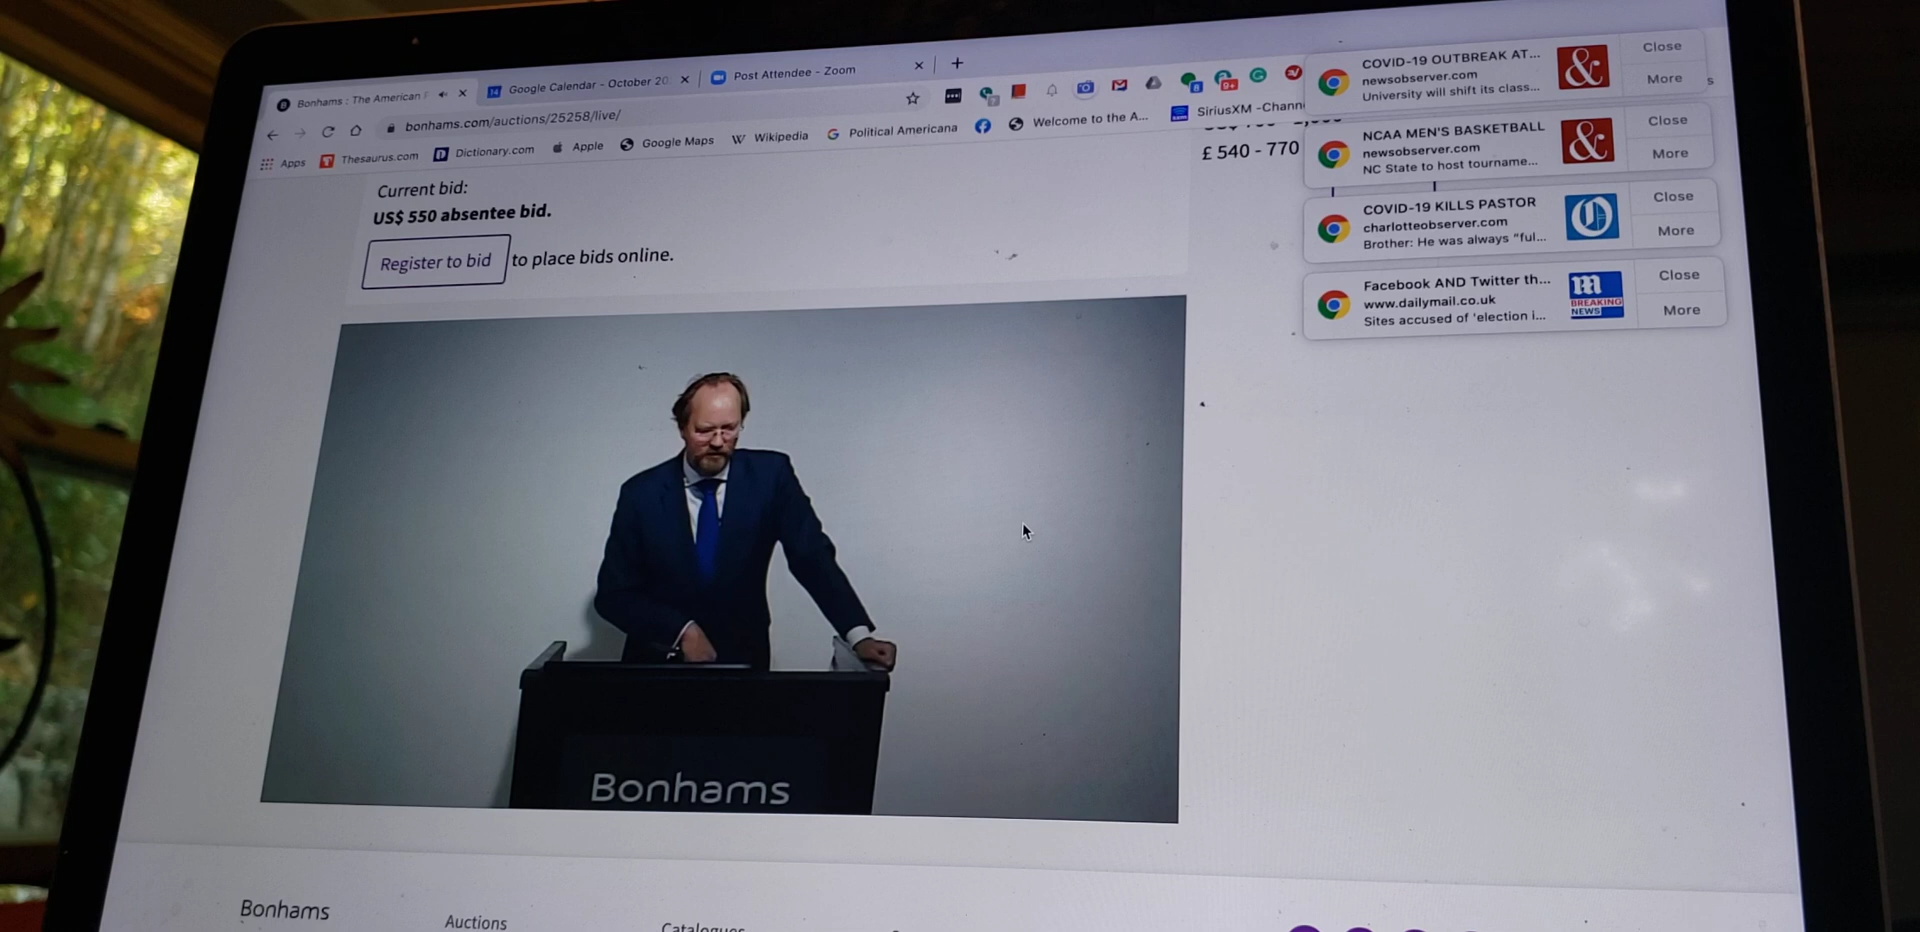 Bonhams : The American
Google Calendar - October 20
Post Attendee - Zoom
bonhams.com/auctions/25258/live/
9+
Apps
Thesaurus.com
Dictionary.com
Apple
Google Maps
Wikipedia
Political Americana
Welcome to the A...
SiriusXM -Chann
£ 540 - 770
Current bid:
US$ 550 absentee bid.
Register to bid to place bids online.
COVID-19 OUTBREAK AT...
newsobserver.com
University will shift its class...
&
Close
More
NCAA MEN'S BASKETBALL
newsobserver.com
NC State to host tourname...
&
Close
More
COVID-19 KILLS PASTOR
charlotteobserver.com
Brother: He was always "ful...
O
Close
More
Facebook AND Twitter th...
www.dailymail.co.uk
Sites accused of 'election i...
m
BREAKING
NEWS
Close
More
Bonhams
Bonhams
Auctions
Catalogues